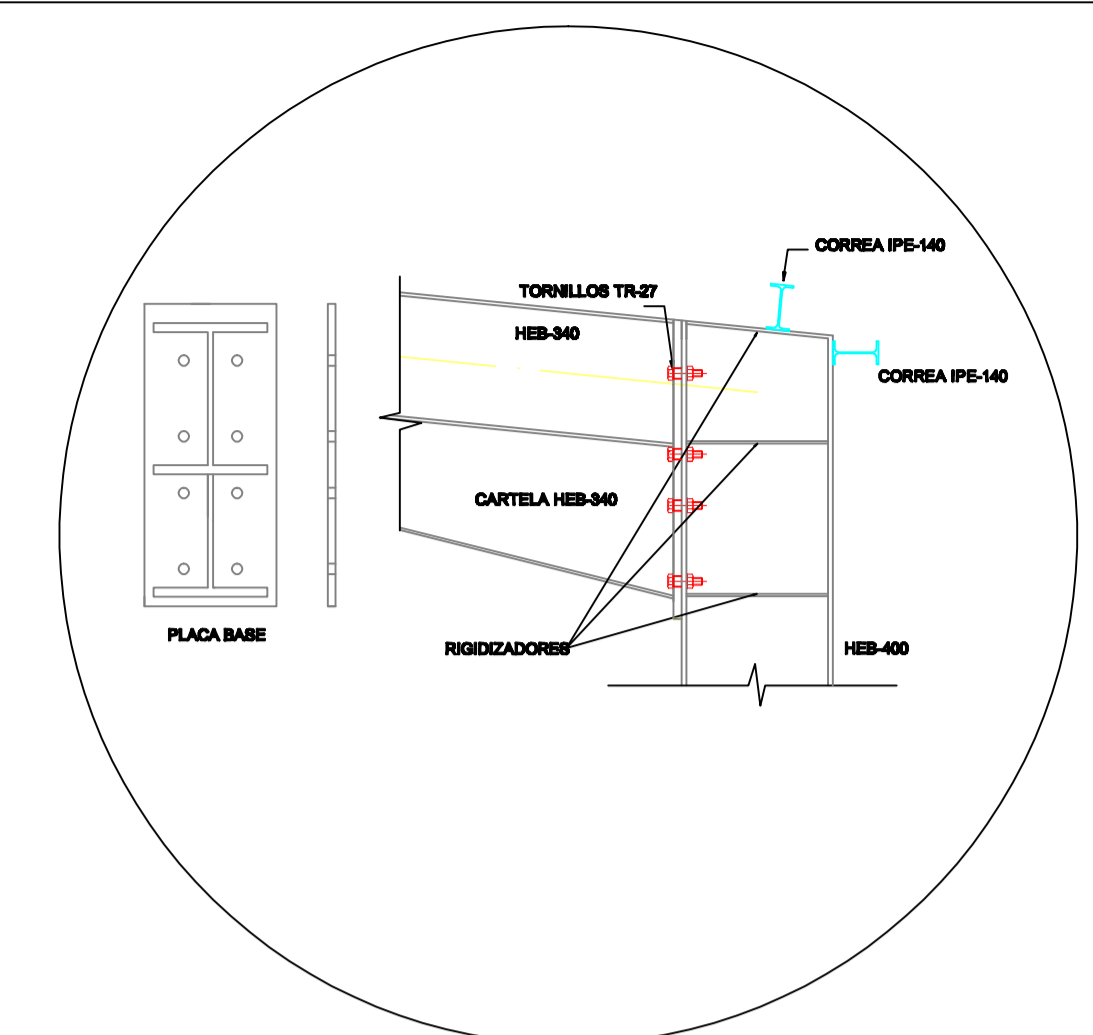 CORREA IPE-140
TORNILLOS TR-27
HEB-340
CORREA IPE-140
CARTELA HEB-340
PLACA BASE
RIGIDIZADORES
HEB-400